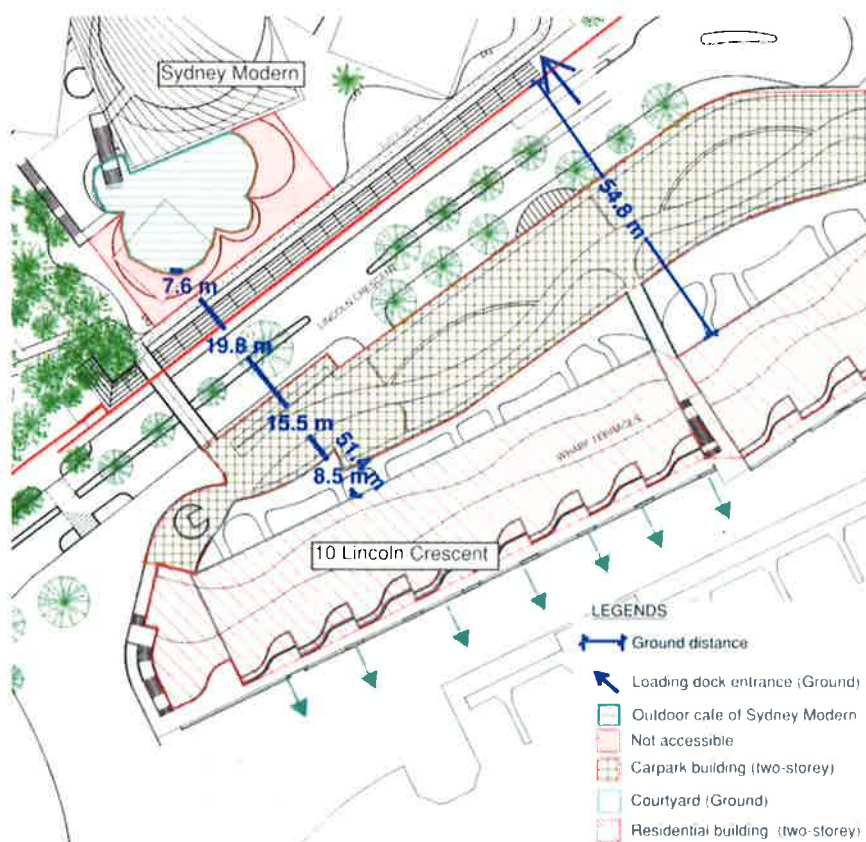 Sydney Modern
54.8 m
7.6 m
LINCOLN CRESCENT
19.8 m
15.5 m
51.4 m
8.5 m
WHARF TERRACES
10 Lincoln Crescent
LEGENDS
Ground distance
Loading dock entrance (Ground)
Outdoor cafe of Sydney Modern
Not accessible
Carpark building (two-storey)
Courtyard (Ground)
Residential building (two-storey)